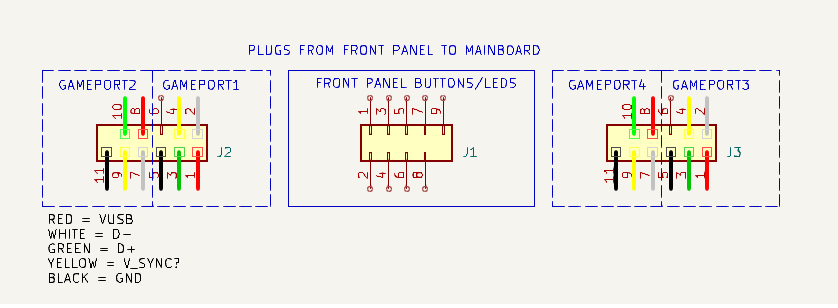 PLUGS FROM FRONT PANEL TO MAINBOARD
GAMEPORT2 GAMEPORT1
10 8 6 4 2
J2
11 9 7 5 3 1
FRONT PANEL BUTTONS/LEDS
1 3 5 7 9
J1
2 4 6 8
GAMEPORT4 GAMEPORT3
10 8 6 4 2
J3
11 9 7 5 3 1
RED = VUSB
WHITE = D-
GREEN = D+
YELLOW = V_SYNC?
BLACK = GND